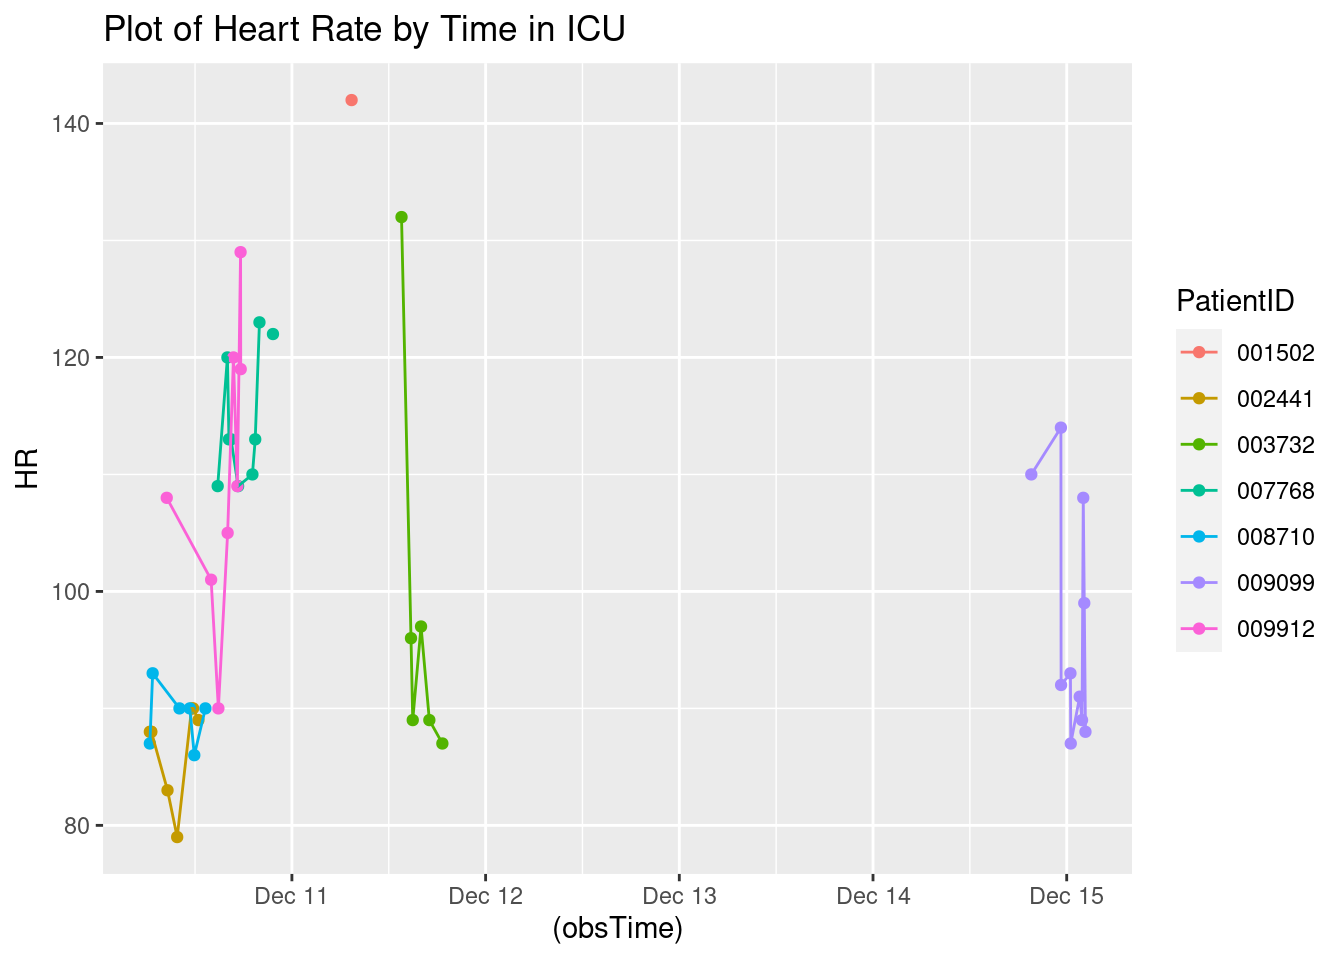 Plot of Heart Rate by Time in ICU
140
120
100
80
HR
Dec 11
Dec 12
Dec 13
Dec 14
Dec 15
(obsTime)
PatientID
001502
002441
003732
007768
008710
009099
009912